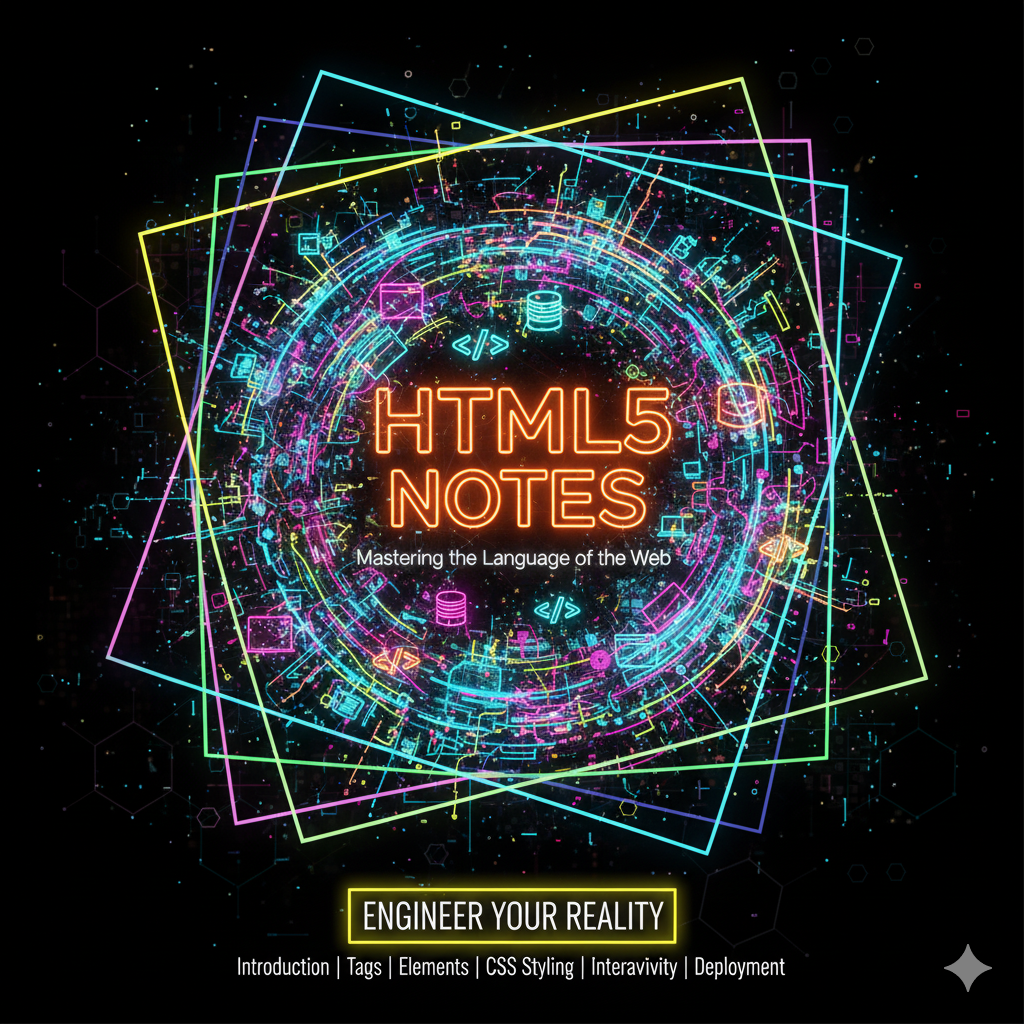 </>
HTML5
NOTES
Mastering the Language of the Web
</>
</>
</>
ENGINEER YOUR REALITY
Introduction | Tags | Elements | CSS Styling | Interavivity | Deployment